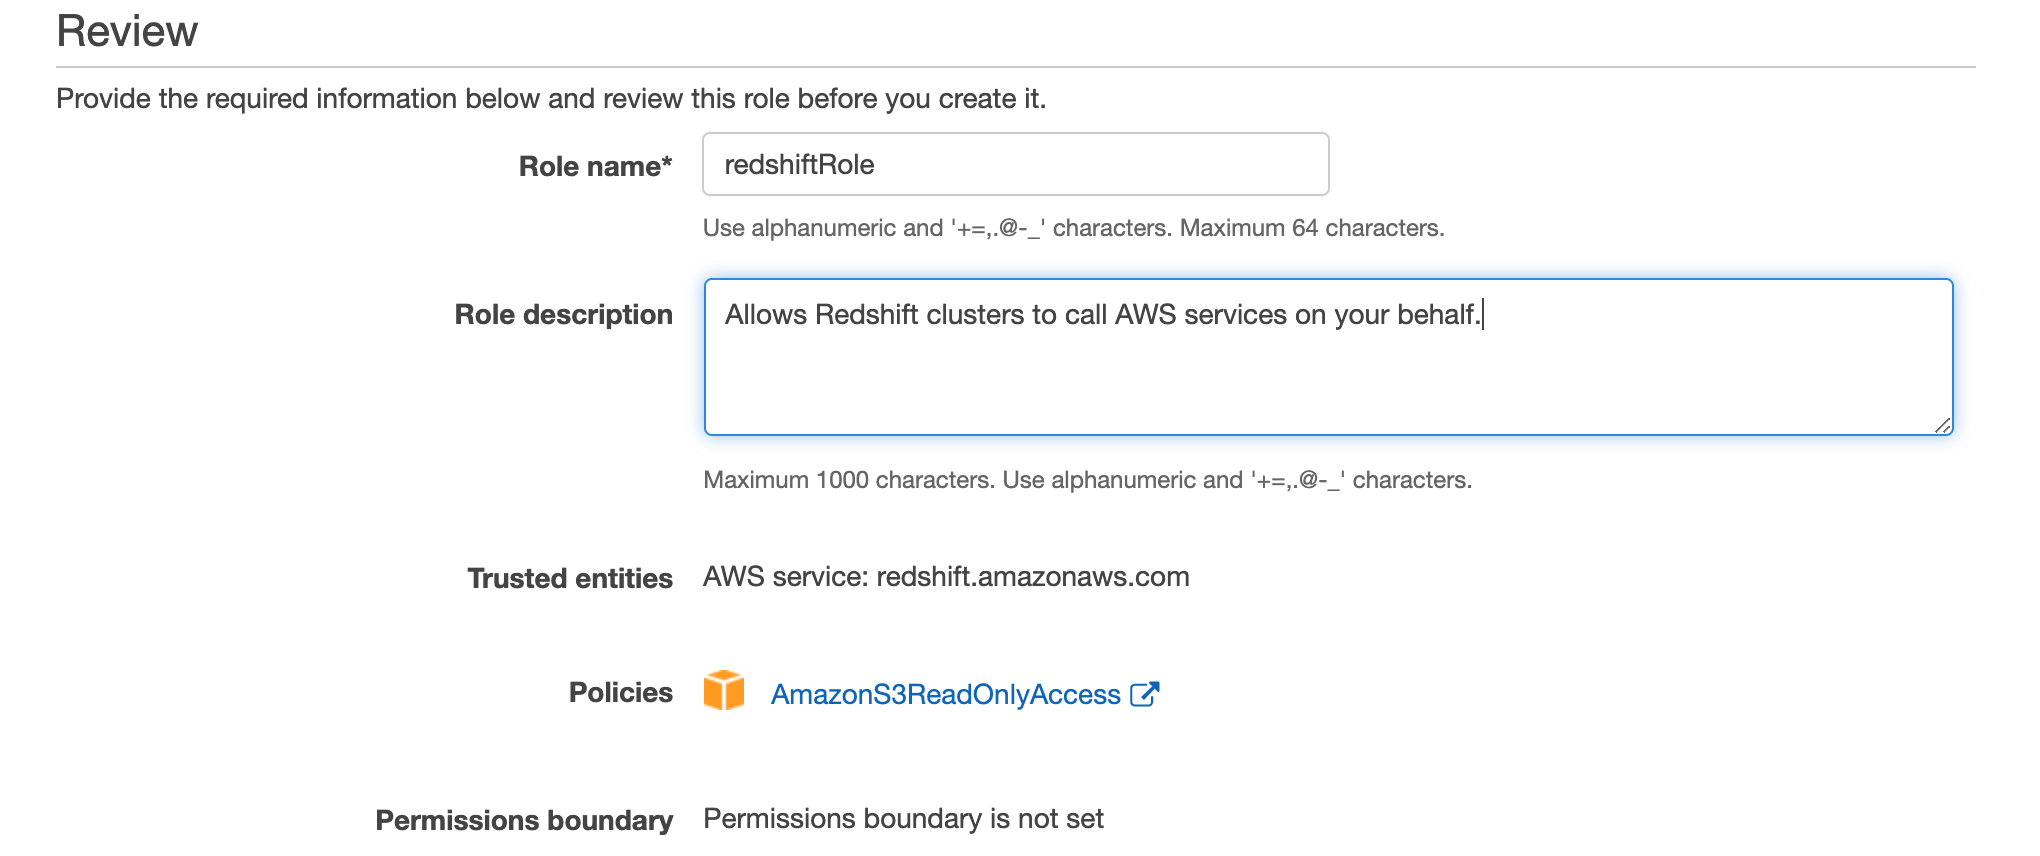 Review
Provide the required information below and review this role before you create it.
Role name* redshiftRole
Use alphanumeric and '+=,.@-_' characters. Maximum 64 characters.
Role description Allows Redshift clusters to call AWS services on your behalf.
Maximum 1000 characters. Use alphanumeric and '+=,.@-_' characters.
Trusted entities AWS service: redshift.amazonaws.com
Policies AmazonS3ReadOnlyAccess
Permissions boundary Permissions boundary is not set